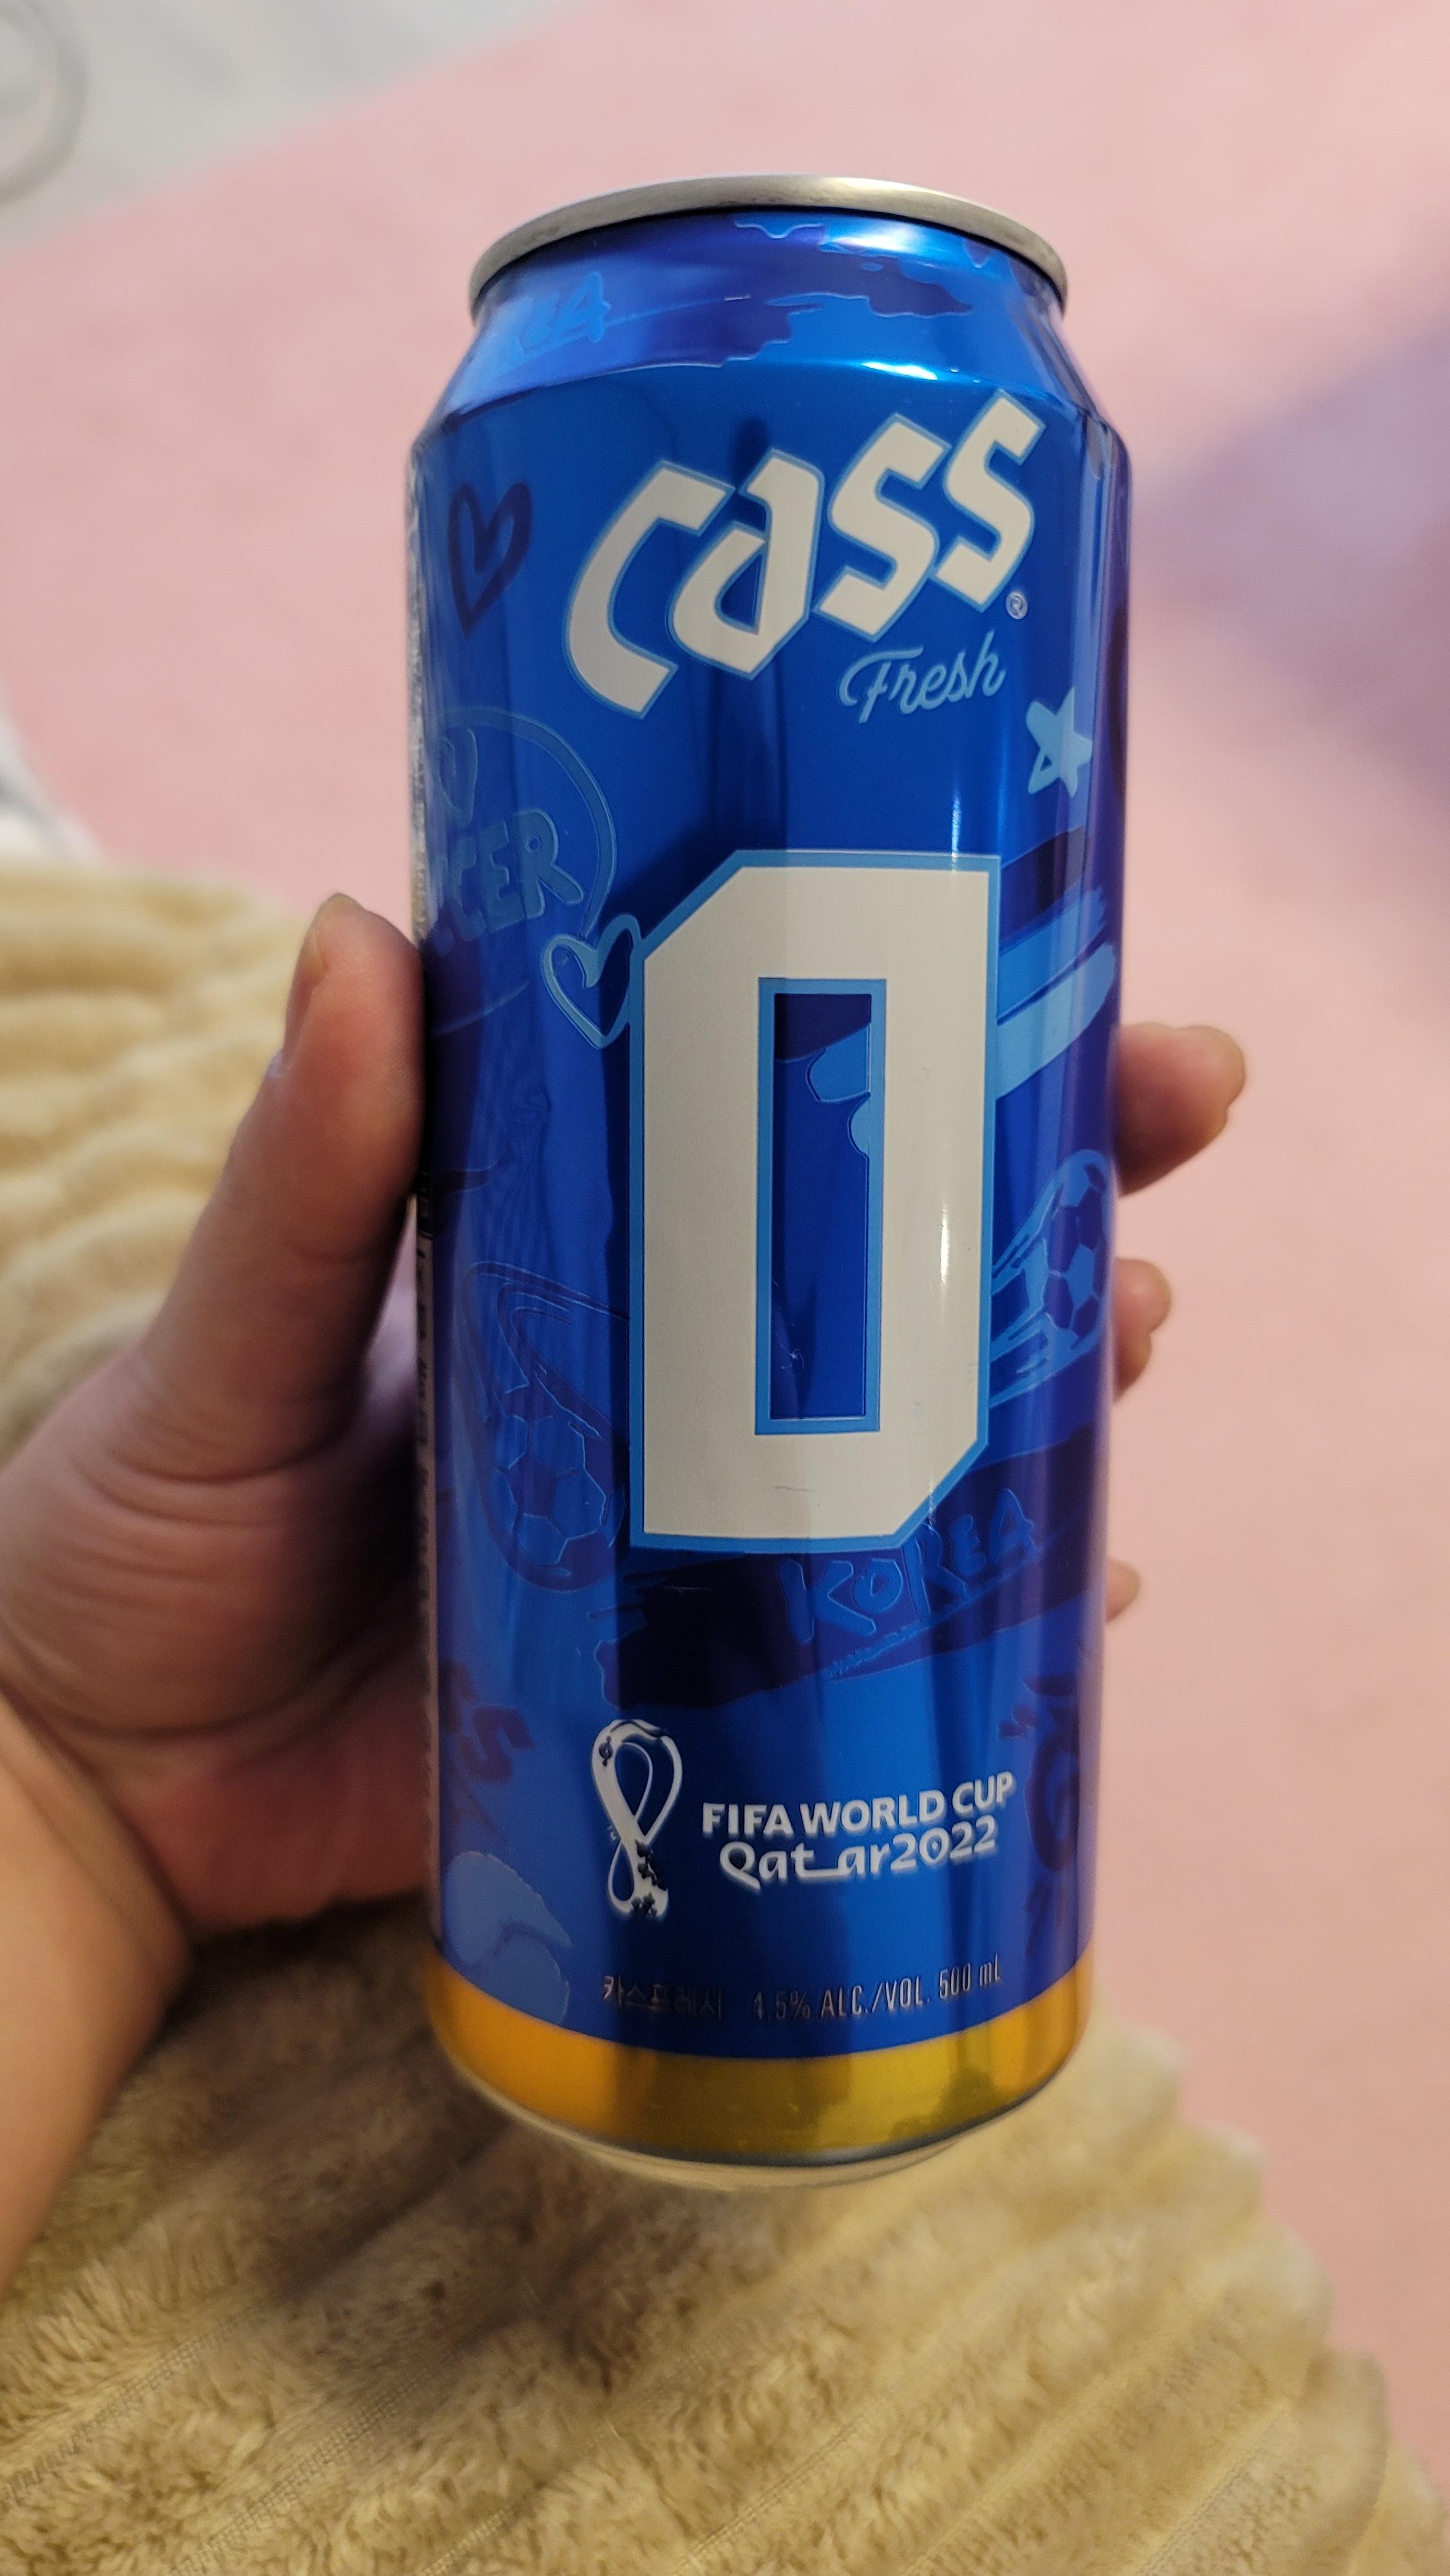 Cass
®
Fresh
0
KOREA
FIFA WORLD CUP
Qatar2022
카스프레시 4.5% ALC./VOL. 500 mL